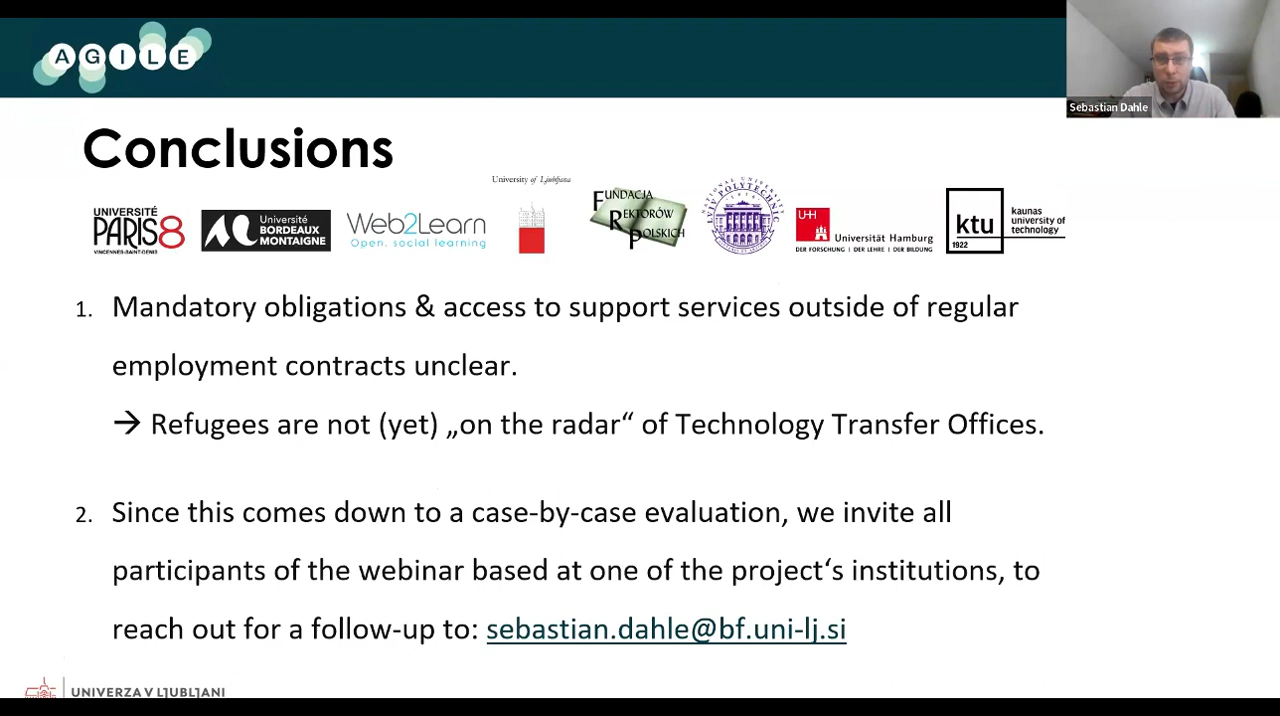 AGILE
Sebastian Dahle
Conclusions
UNIVERSITÉ
PARIS8
VINCENNES-SAINT-DENIS
Université
BORDEAUX
MONTAIGNE
Web2Learn
Open. social learning
University of Ljubljana
FUNDACJA
REKTORÓW
POLSKICH
POLYTECHNIC
UHH
Universität Hamburg
DER FORSCHUNG | DER LEHRE | DER BILDUNG
ktu
1922
kaunas
university of
technology
1. Mandatory obligations & access to support services outside of regular
employment contracts unclear.
→ Refugees are not (yet) „on the radar“ of Technology Transfer Offices.
2. Since this comes down to a case-by-case evaluation, we invite all
participants of the webinar based at one of the project‘s institutions, to
reach out for a follow-up to: sebastian.dahle@bf.uni-lj.si
UNIVERZA V LJUBLJANI